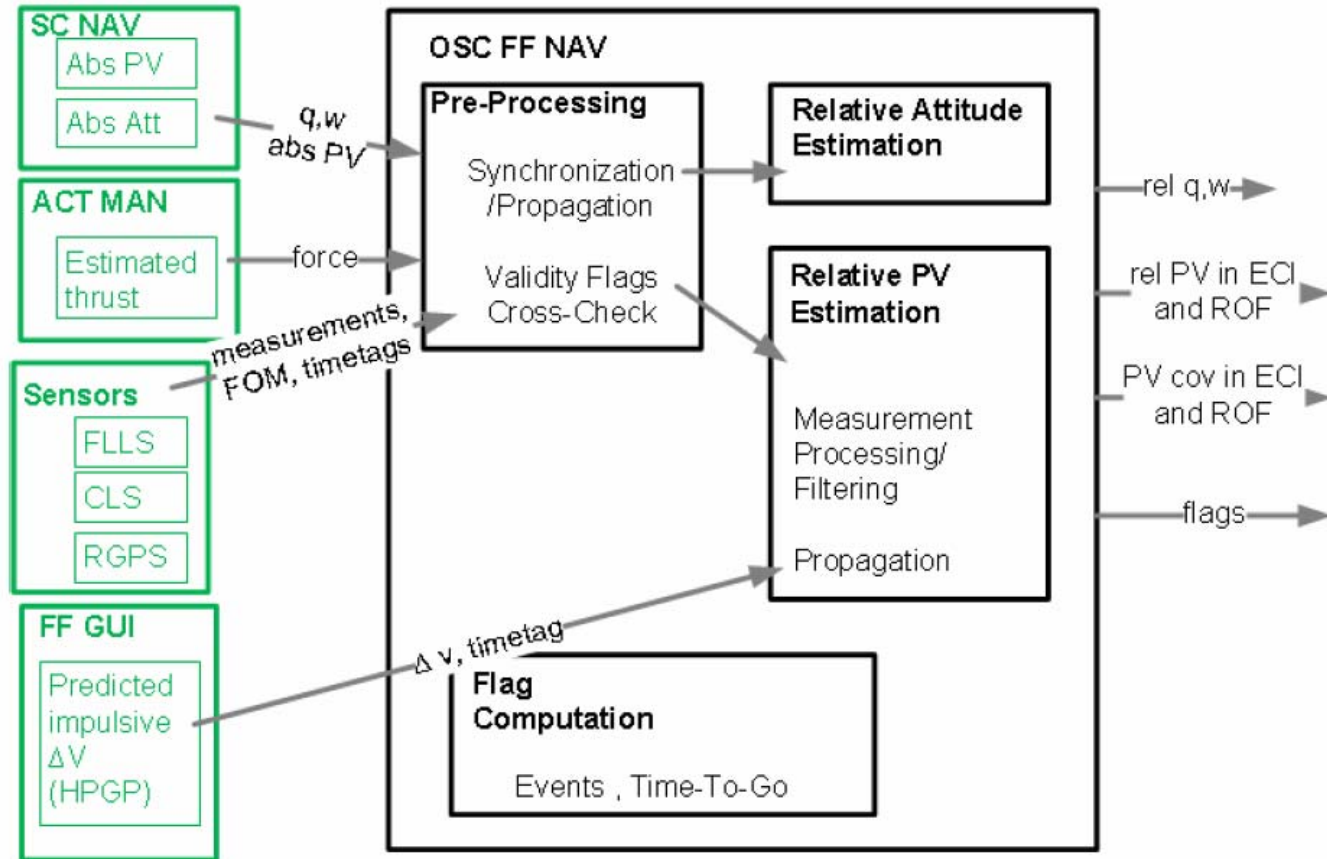 SC NAV
Abs PV
Abs Att
q,w
abs PV
ACT MAN
Estimated
thrust
force
measurements,
FOM, timetags
Sensors
FLLS
CLS
RGPS
FF GUI
Predicted
impulsive
Δ V
(HPGP)
Δ v, timetag
OSC FF NAV
Pre-Processing
Synchronization
/Propagation
Validity Flags
Cross-Check
Relative Attitude
Estimation
Relative PV
Estimation
Measurement
Processing/
Filtering
Propagation
Flag
Computation
Events , Time-To-Go
rel q,w
rel PV in ECI
and ROF
PV cov in ECI
and ROF
flags